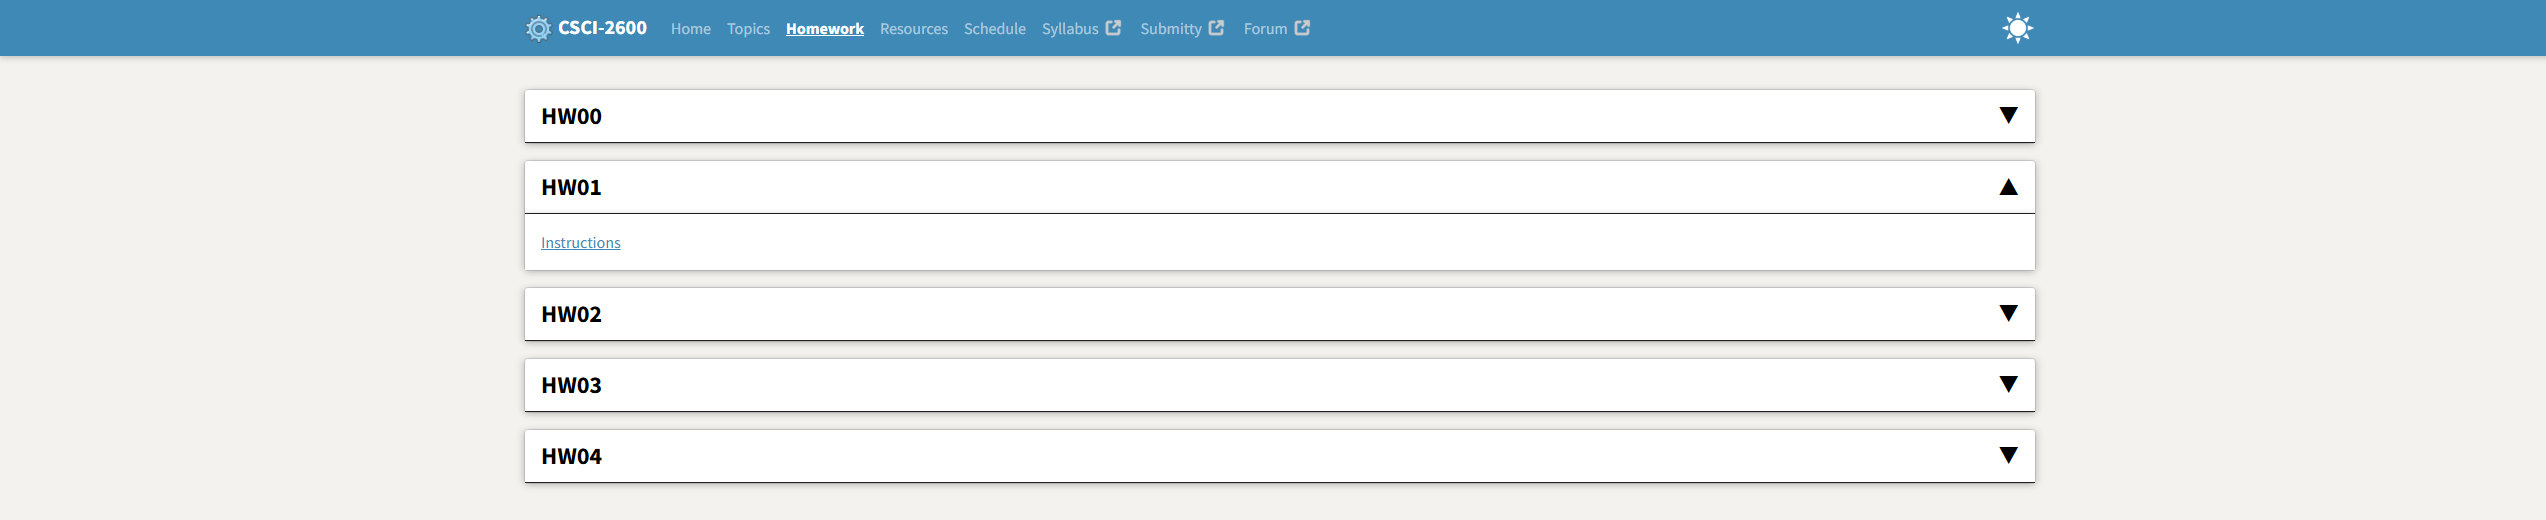 CSCI-2600 Home Topics Homework Resources Schedule Syllabus Submitty Forum
HW00
HW01
Instructions
HW02
HW03
HW04